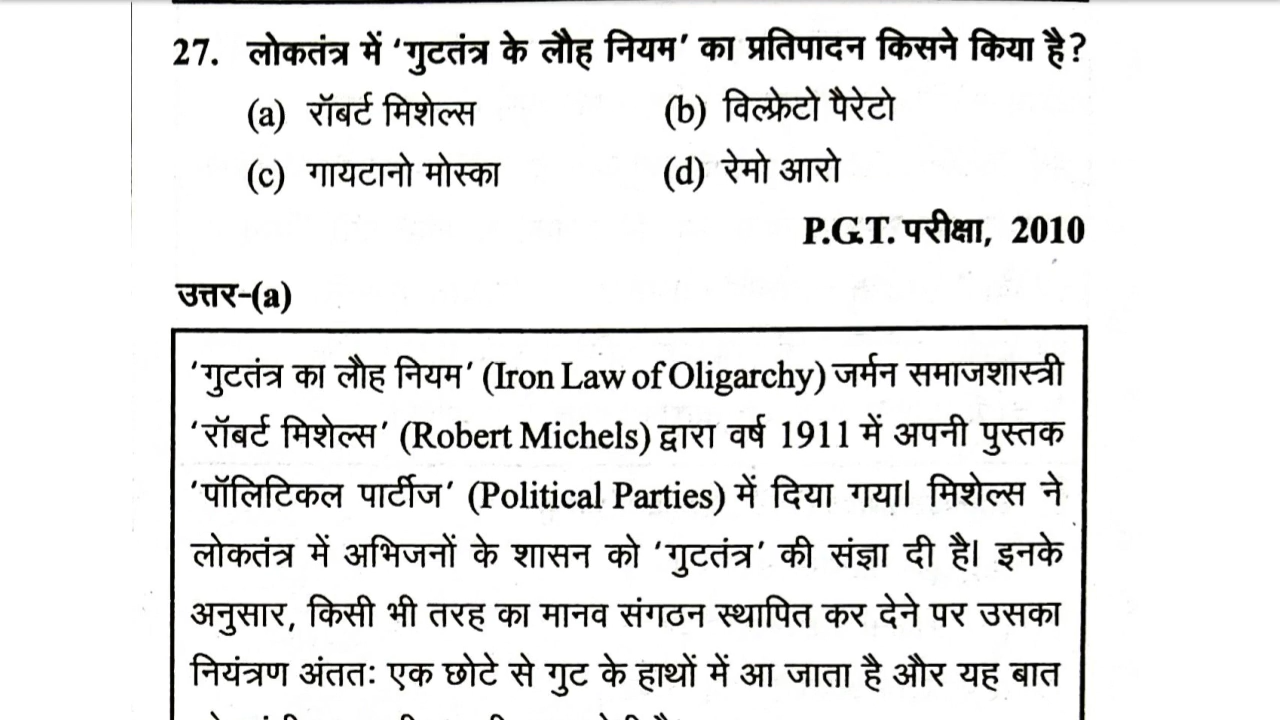 27. लोकतंत्र में ‘गुटतंत्र के लौह नियम’ का प्रतिपादन किसने किया है?
(a) रॉबर्ट मिशेल्स (b) विल्फ्रेटो पैरेटो
(c) गायटानो मोस्का (d) रेमो आरो
P.G.T. परीक्षा, 2010
उत्तर-(a)
‘गुटतंत्र का लौह नियम’ (Iron Law of Oligarchy) जर्मन समाजशास्त्री
‘रॉबर्ट मिशेल्स’ (Robert Michels) द्वारा वर्ष 1911 में अपनी पुस्तक
‘पॉलिटिकल पार्टीज’ (Political Parties) में दिया गया। मिशेल्स ने
लोकतंत्र में अभिजनों के शासन को ‘गुटतंत्र’ की संज्ञा दी है। इनके
अनुसार, किसी भी तरह का मानव संगठन स्थापित कर देने पर उसका
नियंत्रण अंततः एक छोटे से गुट के हाथों में आ जाता है और यह बात